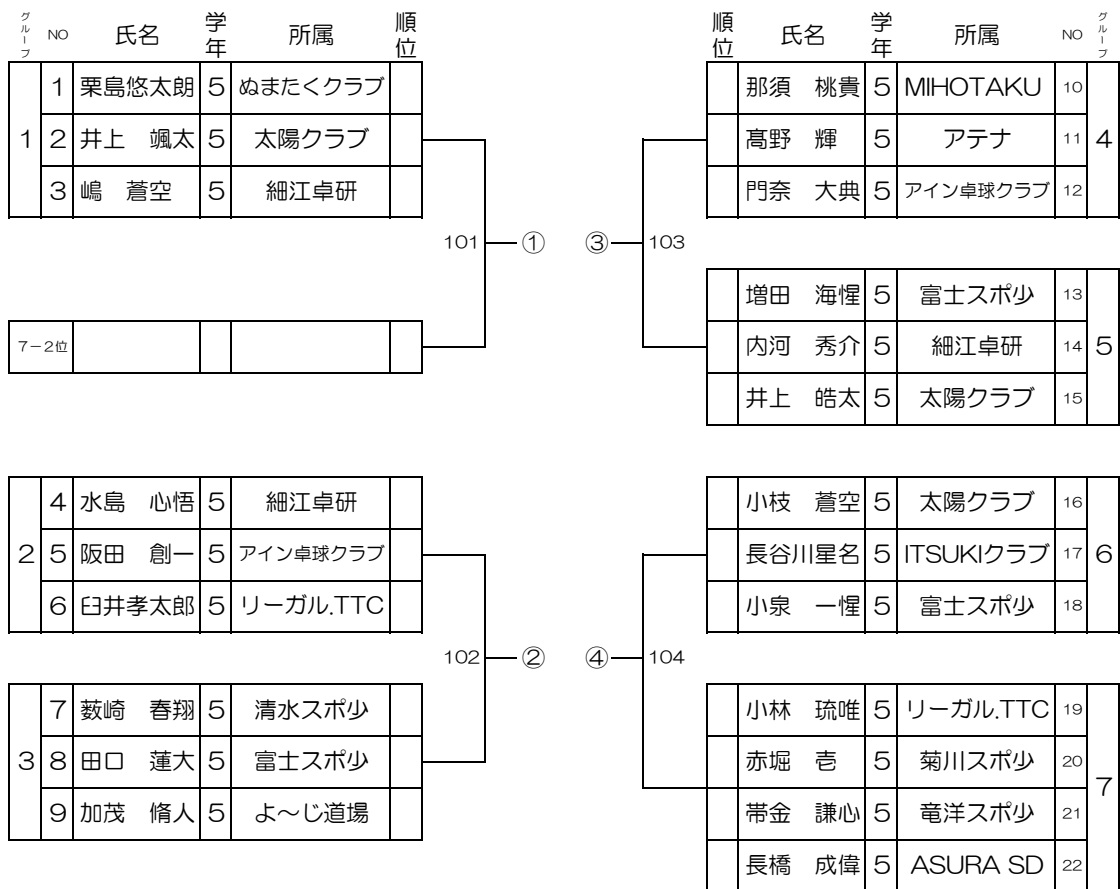 グループ NO 氏名 学年 所属 順位
1
1 栗島悠太朗 5 ぬまたくクラブ
2 井上 颯太 5 太陽クラブ
3 嶋 蒼空 5 細江卓研
101 ①
7-2位
2
4 水島 心悟 5 細江卓研
5 阪田 創一 5 アイン卓球クラブ
6 臼井孝太郎 5 リーガル.TTC
102 ②
3
7 薮崎 春翔 5 清水スポ少
8 田口 蓮大 5 富士スポ少
9 加茂 脩人 5 よ~じ道場
順位 氏名 学年 所属 NO グループ
那須 桃貴 5 MIHOTAKU 10
髙野 輝 5 アテナ 11
門奈 大典 5 アイン卓球クラブ 12
4
③ 103
増田 海惺 5 富士スポ少 13
内河 秀介 5 細江卓研 14
井上 皓太 5 太陽クラブ 15
5
小枝 蒼空 5 太陽クラブ 16
長谷川星名 5 ITSUKIクラブ 17
小泉 一惺 5 富士スポ少 18
6
④ 104
小林 琉唯 5 リーガル.TTC 19
赤堀 壱 5 菊川スポ少 20
帯金 謙心 5 竜洋スポ少 21
長橋 成偉 5 ASURA SD 22
7